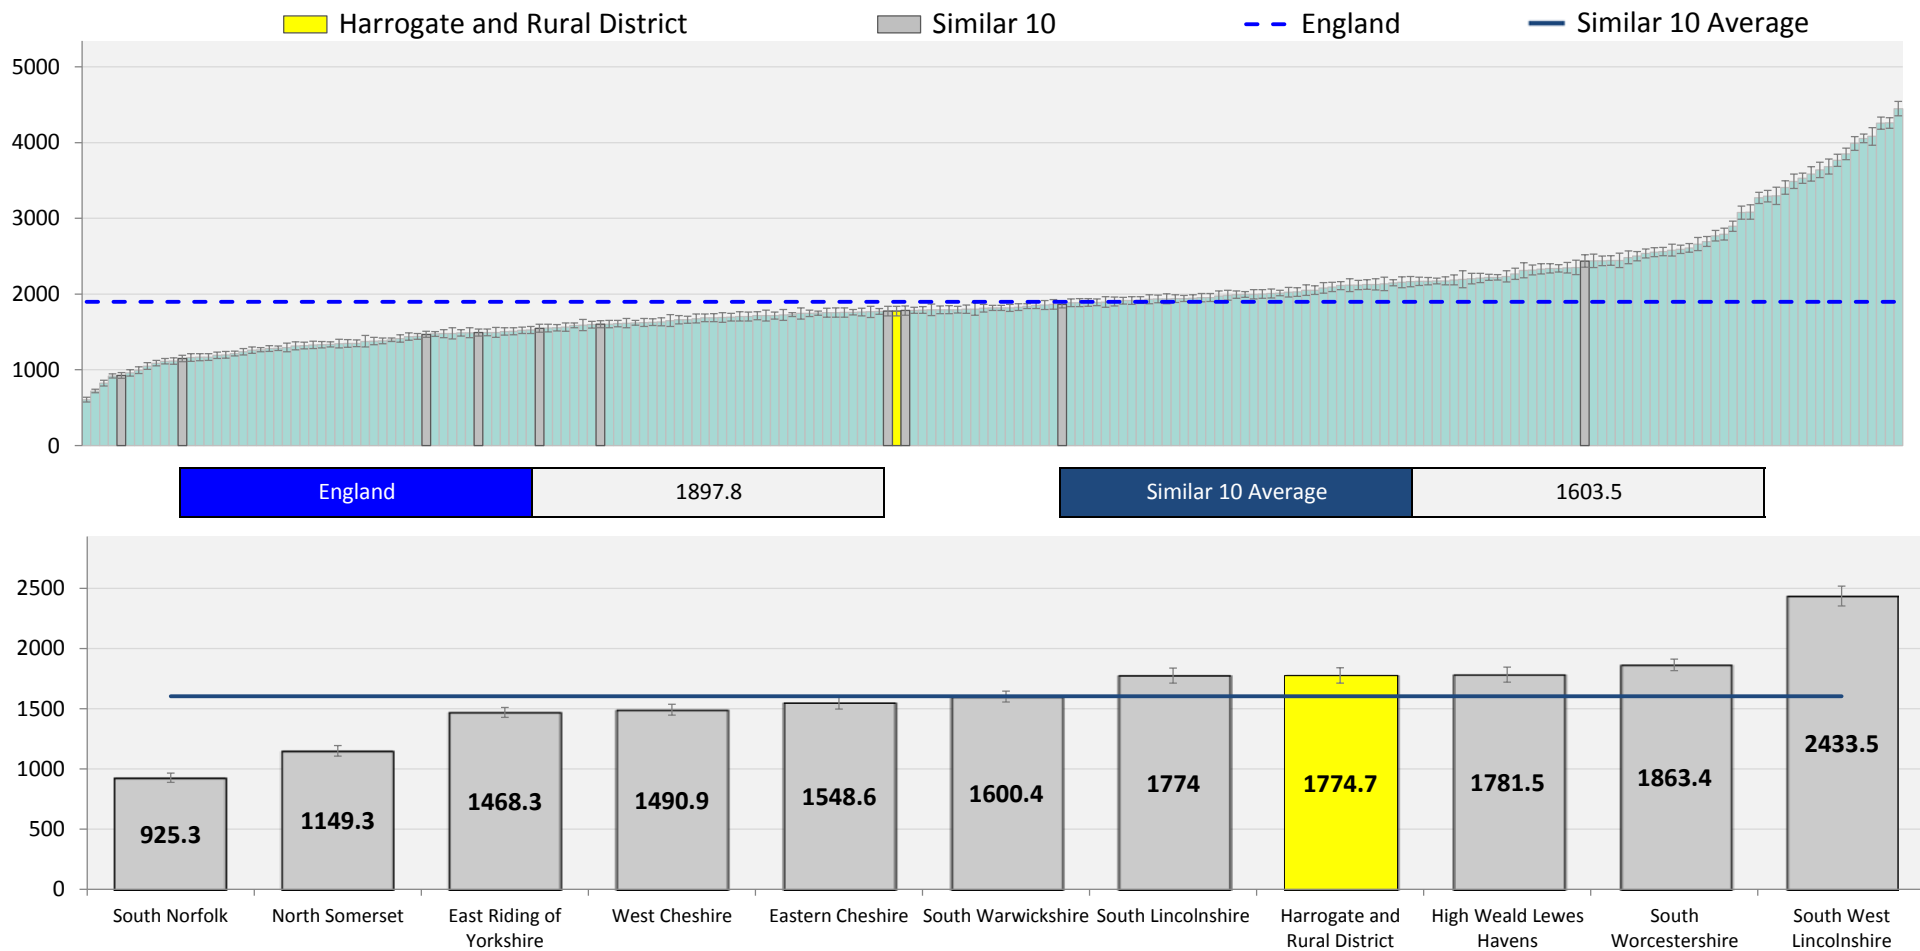 Harrogate and Rural District Similar 10 England Similar 10 Average
5000
4000
3000
2000
1000
0
England 1897.8 Similar 10 Average 1603.5
2500
2000
1500
1000
500
0
925.3 1149.3 1468.3 1490.9 1548.6 1600.4 1774 1774.7 1781.5 1863.4 2433.5
South Norfolk North Somerset East Riding of West Cheshire Eastern Cheshire South Warwickshire South Lincolnshire Harrogate and High Weald Lewes South South West
Yorkshire Rural District Havens Worcestershire Lincolnshire